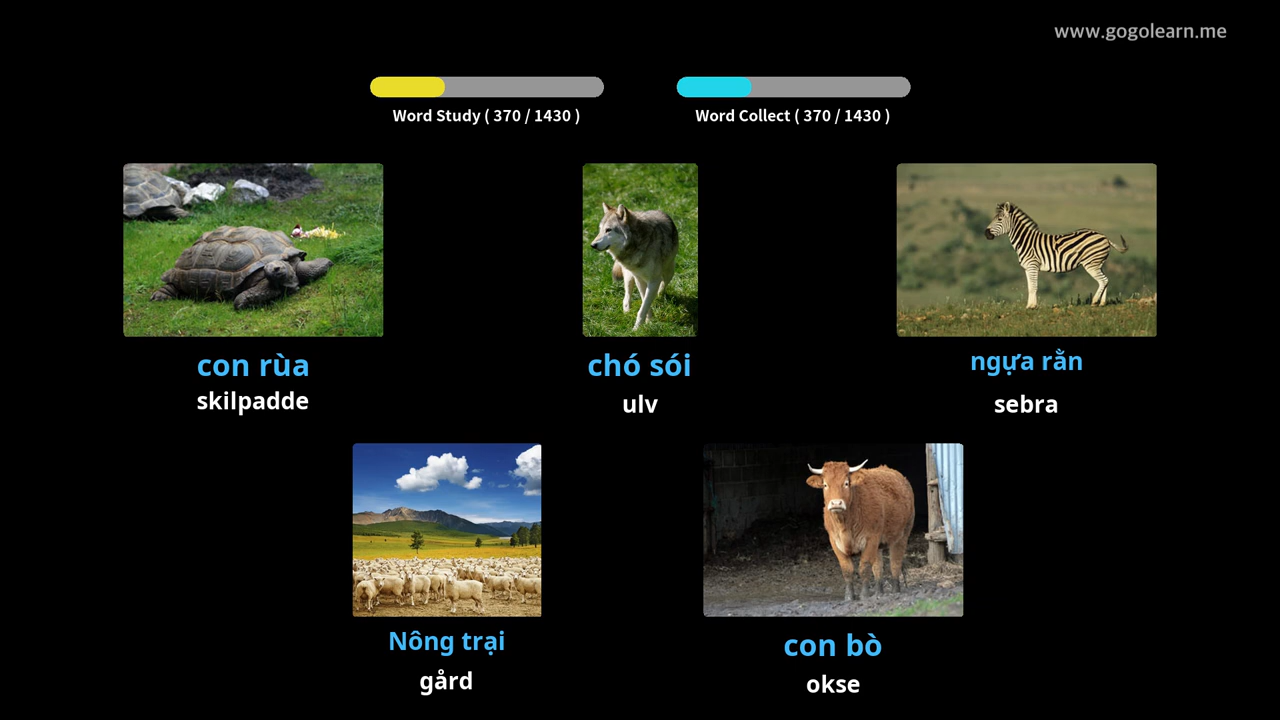 www.gogolearn.me
Word Study ( 370 / 1430 )
Word Collect ( 370 / 1430 )
con rùa
skilpadde
chó sói
ulv
ngựa rằn
sebra
Nông trại
gård
con bò
okse